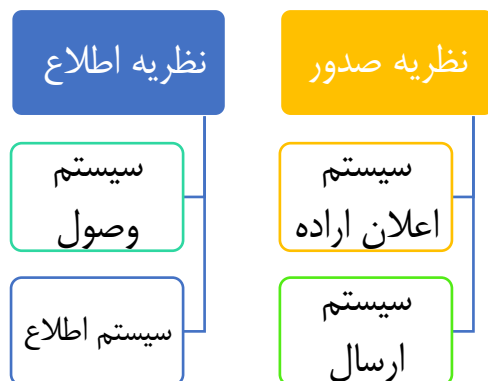 نظریه صدور
سیستم
اعلان اراده
سیستم
ارسال
نظریه اطلاع
سیستم
وصول
سیستم اطلاع